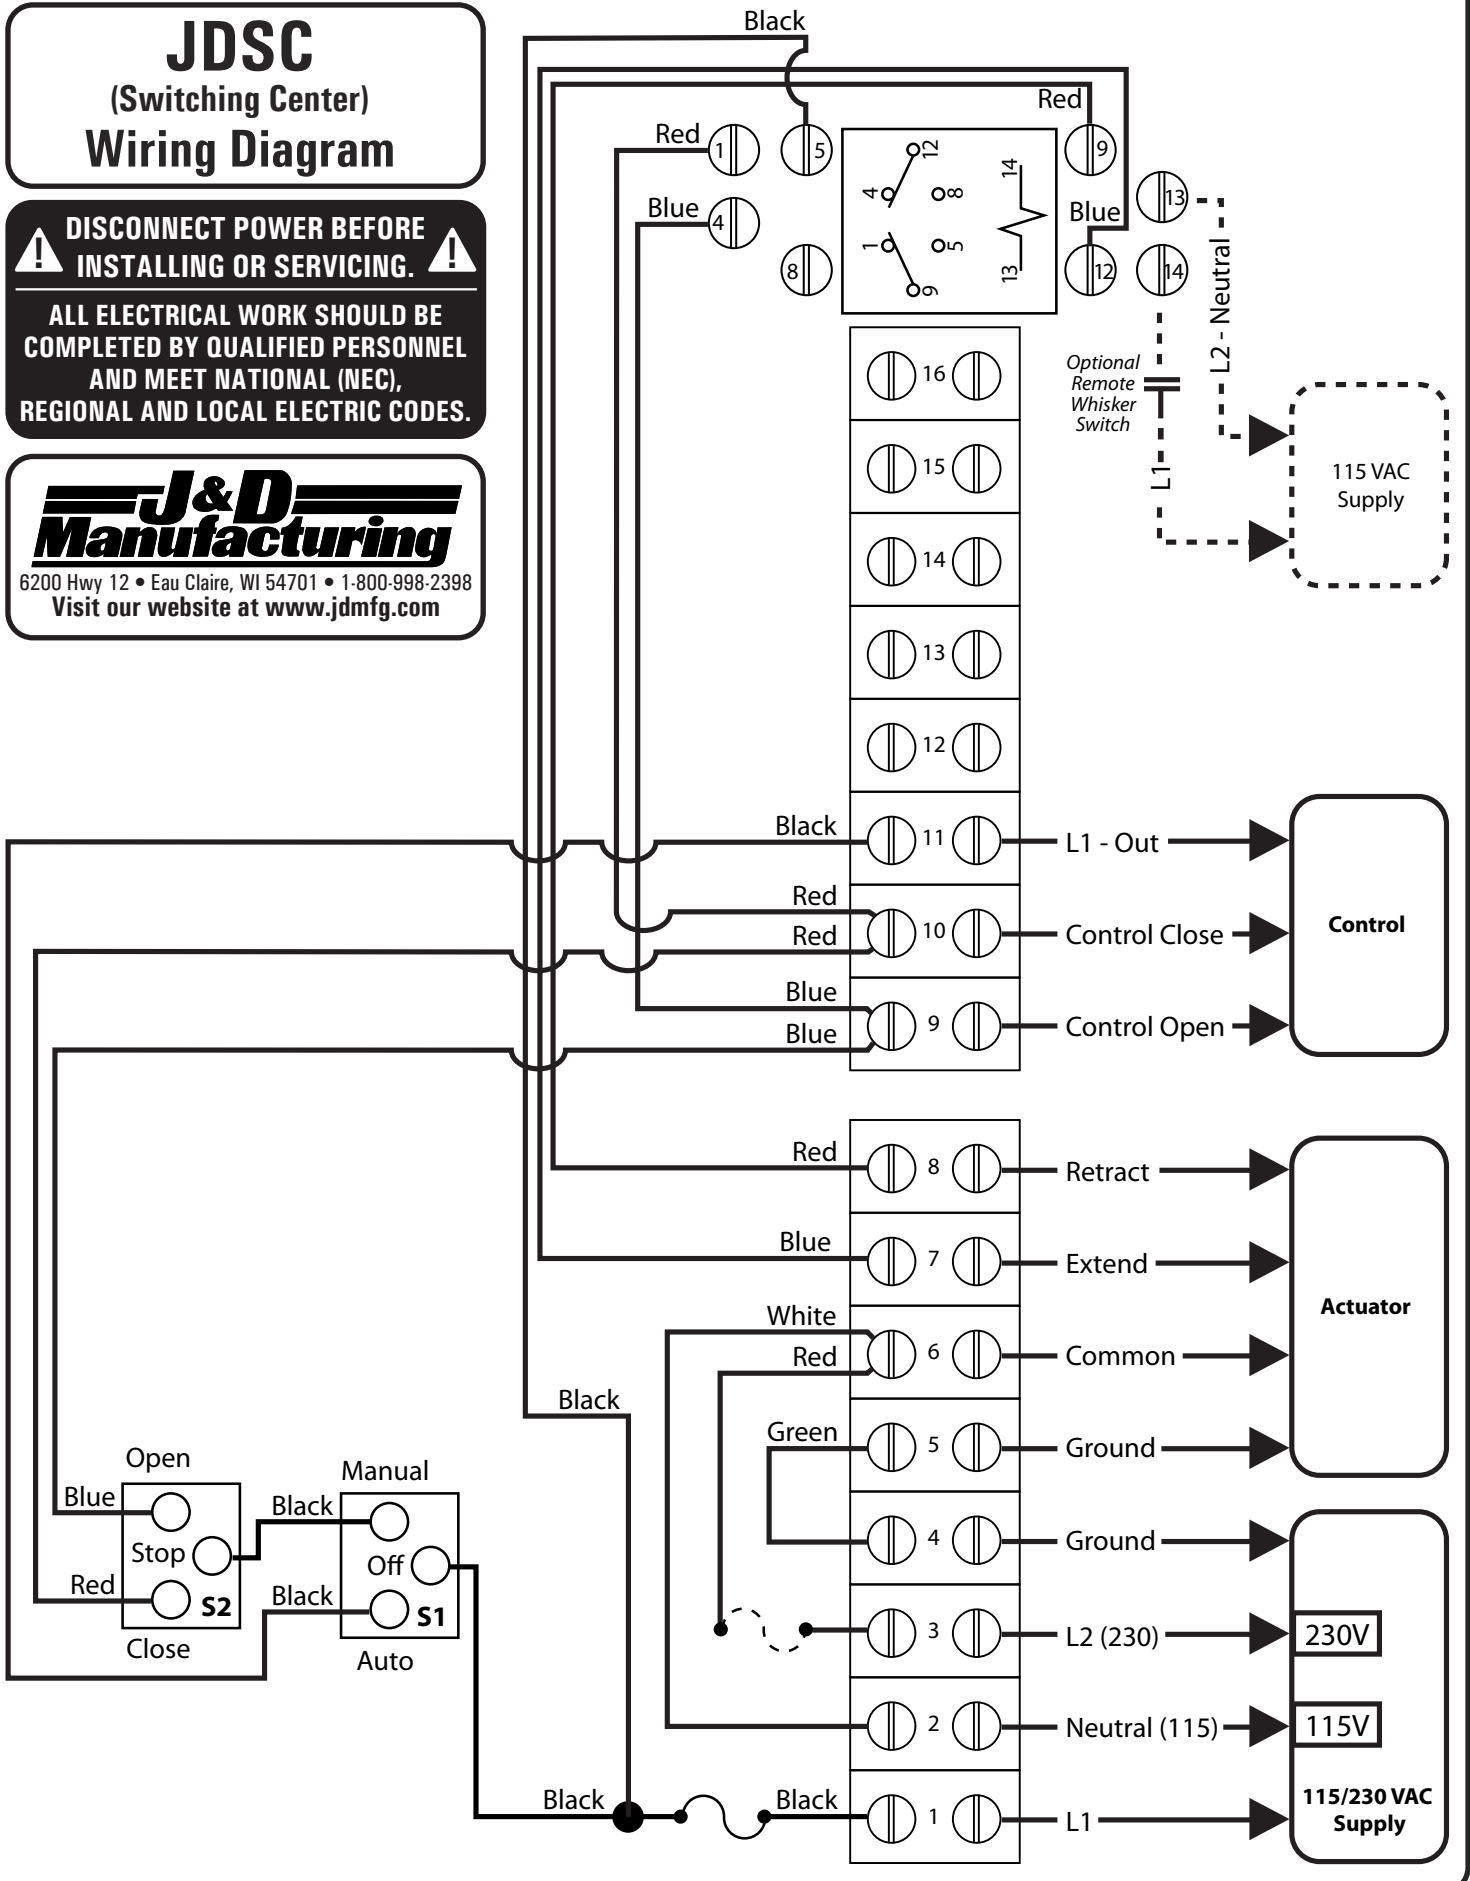 JDSC
(Switching Center)
Wiring Diagram
DISCONNECT POWER BEFORE
INSTALLING OR SERVICING.
ALL ELECTRICAL WORK SHOULD BE
COMPLETED BY QUALIFIED PERSONNEL
AND MEET NATIONAL (NEC),
REGIONAL AND LOCAL ELECTRIC CODES.
J&D
Manufacturing
6200 Hwy 12 • Eau Claire, WI 54701 • 1-800-998-2398
Visit our website at www.jdmfg.com
Black
Red
Red
1
5
9
Blue
4
8
Blue
12
13
14
12
4
8
1
5
9
14
13
L2 - Neutral
Optional
Remote
Whisker
Switch
L1
115 VAC
Supply
16
15
14
13
12
Black
11
L1 - Out
Red
Red
10
Control Close
Blue
Blue
9
Control Open
Control
Red
8
Retract
Blue
7
Extend
White
Red
6
Common
Green
5
Ground
Actuator
4
Ground
3
L2 (230)
230V
2
Neutral (115)
115V
Black
Black
1
L1
115/230 VAC
Supply
Black
Open
Blue
Stop
Red
S2
Close
Manual
Black
Off
Black
S1
Auto